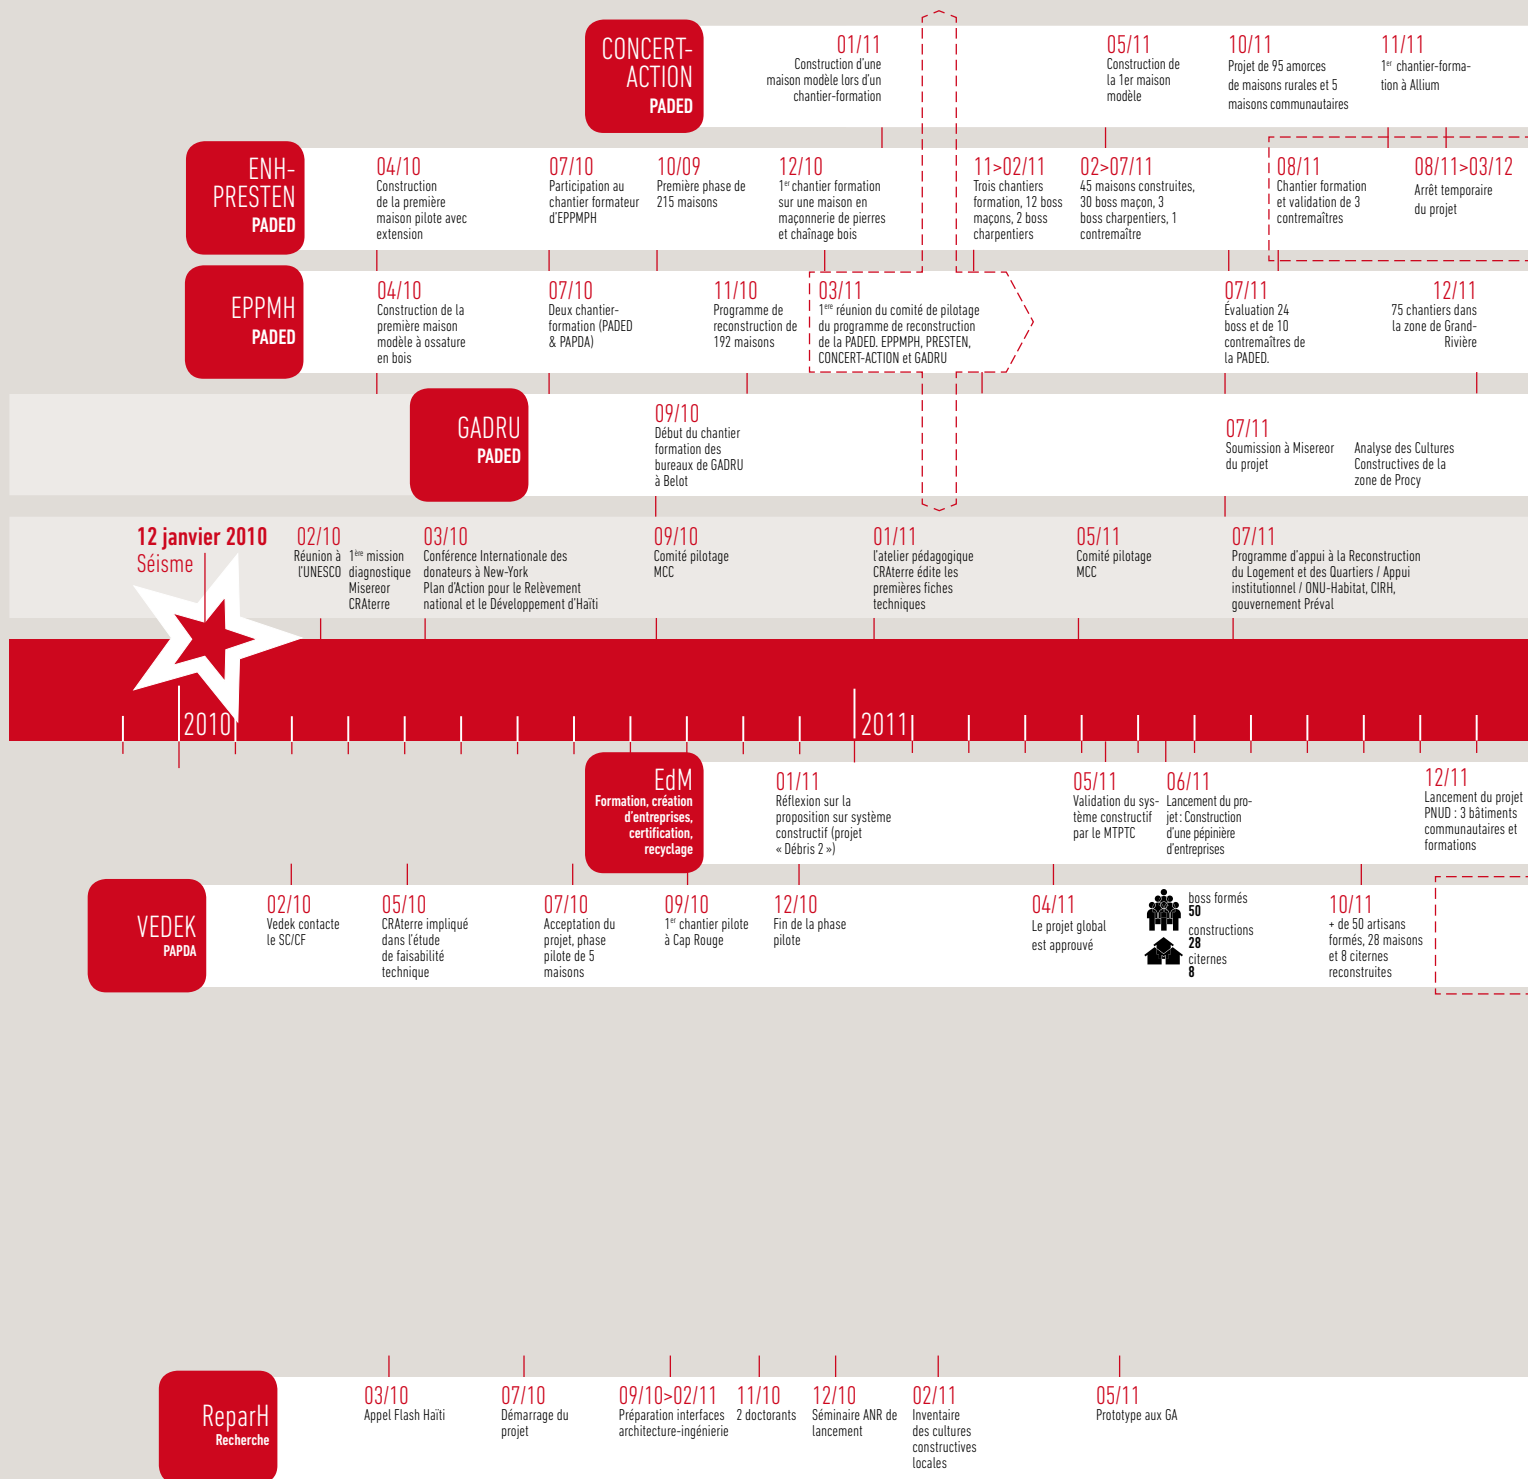 CONCERT-
ACTION
PADED
01/11
Construction d'une
maison modèle lors d'un
chantier-formation
05/11
Construction de
la 1er maison
modèle
10/11
Projet de 95 amorces
de maisons rurales et 5
maisons communautaires
11/11
1er chantier-forma-
tion à Allium
ENH-
PRESTEN
PADED
04/10
Construction
de la première
maison pilote avec
extension
07/10
Participation au
chantier formateur
d'EPPMPH
10/09
Première phase de
215 maisons
12/10
1er chantier formation
sur une maison en
maçonnerie de pierres
et chaînage bois
11>02/11
Trois chantiers
formation, 12 boss
maçons, 2 boss
charpentiers
02>07/11
45 maisons construites,
30 boss maçon, 3
boss charpentiers, 1
contremaître
08/11
Chantier formation
et validation de 3
contremaîtres
08/11>03/12
Arrêt temporaire
du projet
EPPMH
PADED
04/10
Construction de la
première maison
modèle à ossature
en bois
07/10
Deux chantier-
formation (PADED
& PAPDA)
11/10
Programme de
reconstruction de
192 maisons
03/11
1ere réunion du comité de pilotage
du programme de reconstruction
de la PADED. EPPMPH, PRESTEN,
CONCERT-ACTION et GADRU
07/11
Évaluation 24
boss et de 10
contremaîtres de
la PADED.
12/11
75 chantiers dans
la zone de Grand-
Rivière
GADRU
PADED
09/10
Début du chantier
formation des
bureaux de GADRU
à Belot
07/11
Soumission à Misereor
du projet
Analyse des Cultures
Constructives de la
zone de Procy
12 janvier 2010
Séisme
02/10
Réunion à
l'UNESCO
1ère mission
diagnostique
Misereor
CRAterre
03/10
Conférence Internationale des
donateurs à New-York
Plan d'Action pour le Relèvement
national et le Développement d'Haïti
09/10
Comité pilotage
MCC
01/11
l'atelier pédagogique
CRAterre édite les
premières fiches
techniques
05/11
Comité pilotage
MCC
07/11
Programme d'appui à la Reconstruction
du Logement et des Quartiers / Appui
institutionnel / ONU-Habitat, CIRH,
gouvernement Préval
2010
2011
EdM
Formation, création
d'entreprises,
certification,
recyclage
01/11
Réflexion sur la
proposition sur système
constructif (projet
« Débris 2 »)
05/11
Validation du sys-
tème constructif
par le MTPTC
06/11
Lancement du pro-
jet : Construction
d'une pépinière
d'entreprises
12/11
Lancement du projet
PNUD : 3 bâtiments
communautaires et
formations
VEDEK
PAPDA
02/10
Vedek contacte
le SC/CF
05/10
CRAterre impliqué
dans l'étude
de faisabilité
technique
07/10
Acceptation du
projet, phase
pilote de 5
maisons
09/10
1er chantier pilote
à Cap Rouge
12/10
Fin de la phase
pilote
04/11
Le projet global
est approuvé
boss formés
50
constructions
28
citernes
8
10/11
+ de 50 artisans
formés, 28 maisons
et 8 citernes
reconstruites
ReparH
Recherche
03/10
Appel Flash Haïti
07/10
Démarrage du
projet
09/10>02/11
Préparation interfaces
architecture-ingénierie
11/10
2 doctorants
12/10
Séminaire ANR de
lancement
02/11
Inventaire
des cultures
constructives
locales
05/11
Prototype aux GA